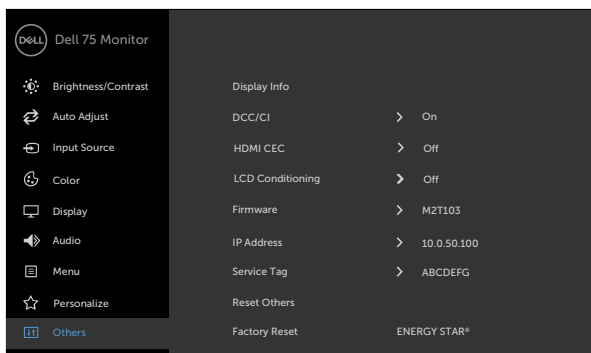 DELL Dell 75 Monitor
Brightness/Contrast
Auto Adjust
Input Source
Color
Display
Audio
Menu
Personalize
Others
Display Info
DCC/CI > On
HDMI CEC > Off
LCD Conditioning > Off
Firmware > M2T103
IP Address > 10.0.50.100
Service Tag > ABCDEFG
Reset Others
Factory Reset ENERGY STAR®